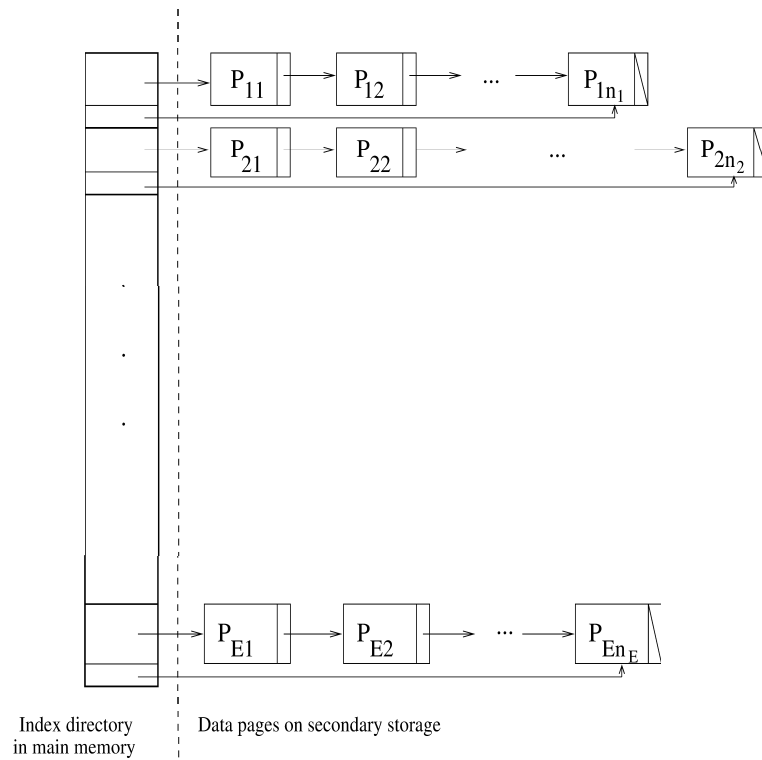 P11 P12 ... P1n1
P21 P22 ... P2n2
PE1 PE2 ... PEnE
Index directory
in main memory
Data pages on secondary storage